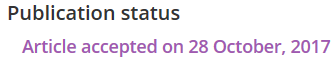 Publication status
Article accepted on 28 October, 2017